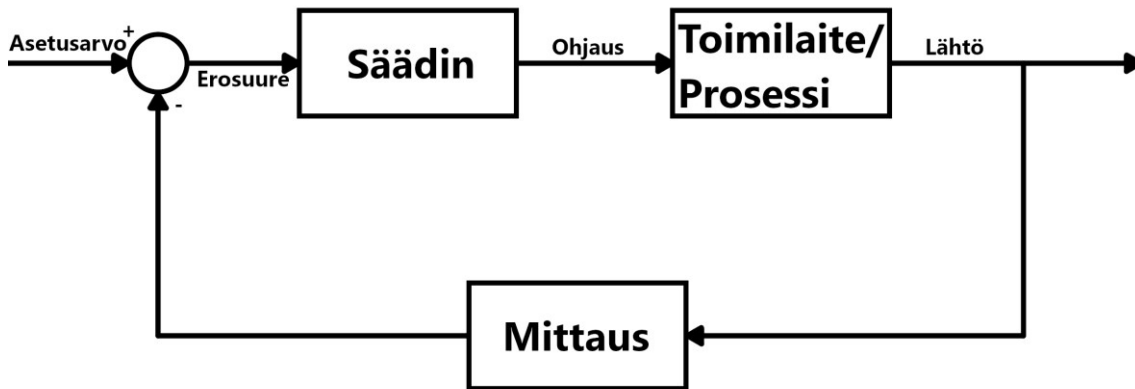 Asetusarvo
+
-
Erosuure
Säädin
Ohjaus
Toimilaite/
Prosessi
Lähtö
Mittaus